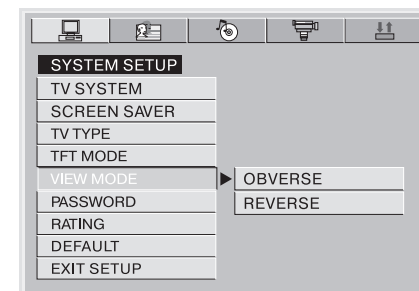 SYSTEM SETUP
TV SYSTEM
SCREEN SAVER
TV TYPE
TFT MODE
VIEW MODE
OBVERSE
PASSWORD
REVERSE
RATING
DEFAULT
EXIT SETUP